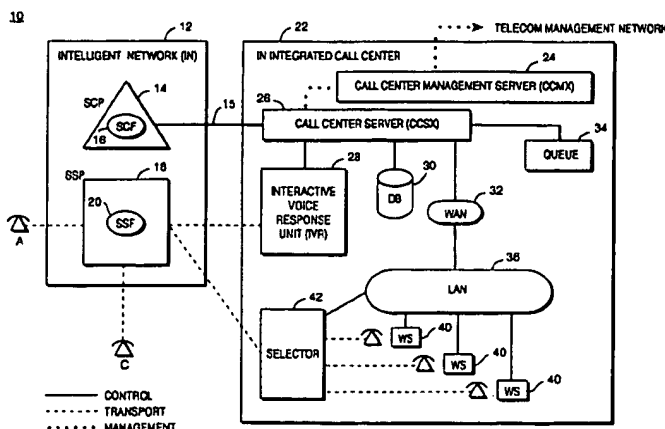 10
12
22
TELECOM MANAGEMENT NETWORK
INTELLIGENT NETWORK (IN)
IN INTEGRATED CALL CENTER
24
CALL CENTER MANAGEMENT SERVER (CCMX)
14
SCP
SCF
16
15
26
CALL CENTER SERVER (CCSX)
34
QUEUE
SSP
18
20
SSF
28
INTERACTIVE
VOICE
RESPONSE
UNIT (IVR)
30
DB
32
WAN
A
36
LAN
42
SELECTOR
40
WS
40
WS
40
WS
C
CONTROL
TRANSPORT
MANAGEMENT